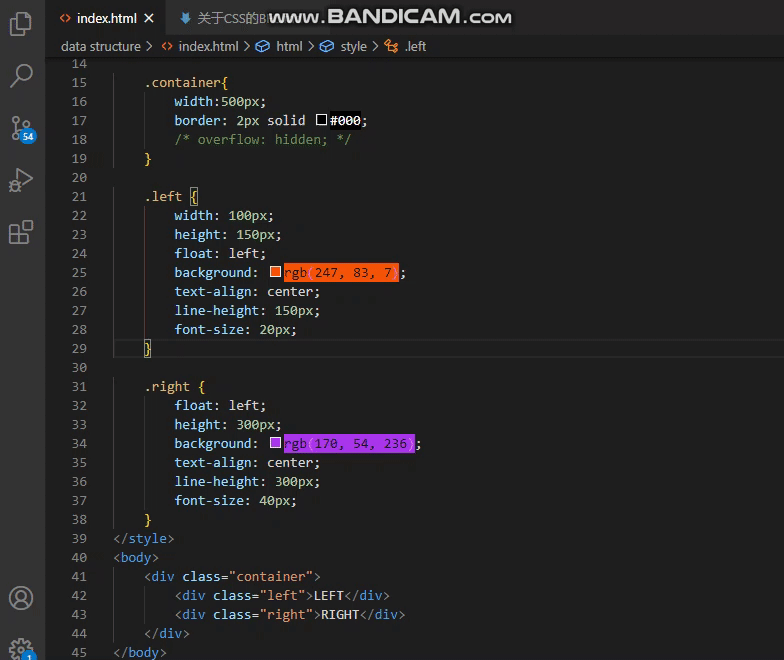 index.html
关于CSS的B
www.BANDICAM.com
data structure > index.html > html > style > .left
14
15 .container{
16 width:500px;
17 border: 2px solid #000;
18 /* overflow: hidden; */
19 }
20
21 .left {
22 width: 100px;
23 height: 150px;
24 float: left;
25 background: rgb(247, 83, 7);
26 text-align: center;
27 line-height: 150px;
28 font-size: 20px;
29 }
30
31 .right {
32 float: left;
33 height: 300px;
34 background: rgb(170, 54, 236);
35 text-align: center;
36 line-height: 300px;
37 font-size: 40px;
38 }
39 </style>
40 <body>
41 <div class="container">
42 <div class="left">LEFT</div>
43 <div class="right">RIGHT</div>
44 </div>
45 </body>
54
1